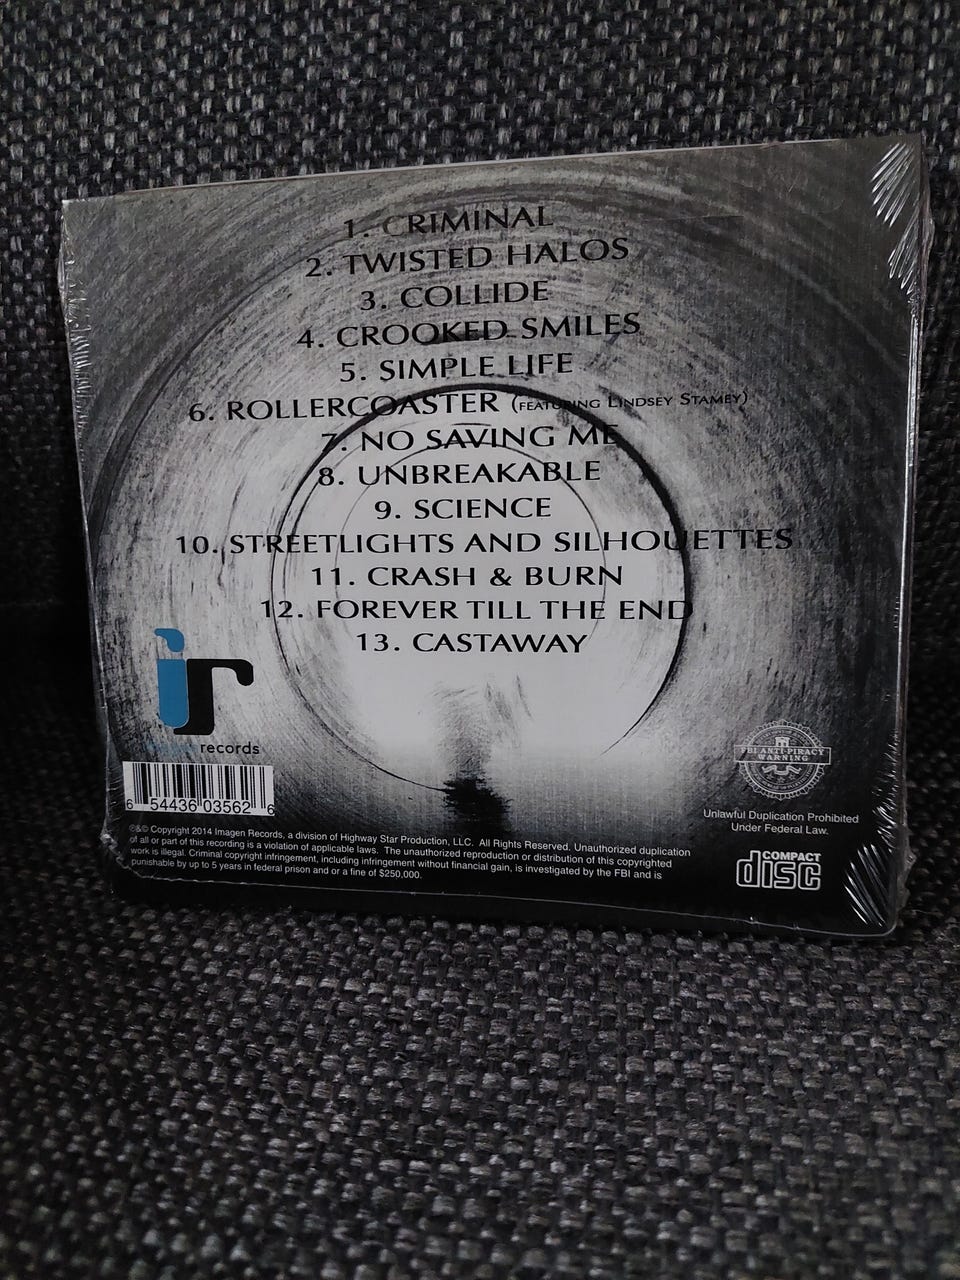 1. CRIMINAL
2. TWISTED HALOS
3. COLLIDE
4. CROOKED SMILES
5. SIMPLE LIFE
6. ROLLERCOASTER (FEATURING LINDSEY STAMEY)
7. NO SAVING ME
8. UNBREAKABLE
9. SCIENCE
10. STREETLIGHTS AND SILHOUETTES
11. CRASH & BURN
12. FOREVER TILL THE END
13. CASTAWAY
ir
records
6 54436 03562 6
FBI ANTI-PIRACY
WARNING
Unlawful Duplication Prohibited
Under Federal Law.
℗&© Copyright 2014 Imagen Records, a division of Highway Star Production, LLC. All Rights Reserved. Unauthorized duplication
of all or part of this recording is a violation of applicable laws. The unauthorized reproduction or distribution of this copyrighted
work is illegal. Criminal copyright infringement, including infringement without financial gain, is investigated by the FBI and is
punishable by up to 5 years in federal prison and or a fine of $250,000.
COMPACT
disc